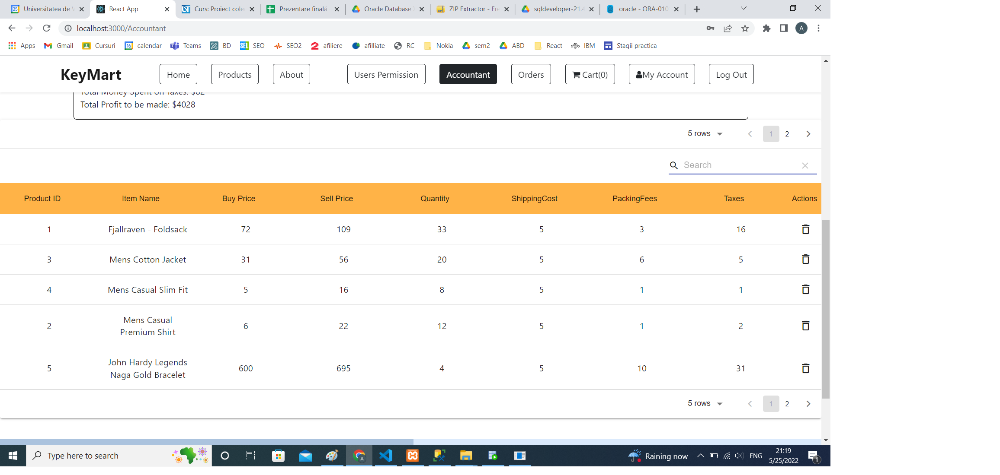 Universitatea de V
React App
Curs: Proiect cole
Prezentare finală
Oracle Database
ZIP Extractor - Fre
sqldeveloper-21.4
oracle - ORA-010
localhost:3000/Accountant
A
Apps
Gmail
Cursuri
calendar
Teams
BD
SEO
SEO2
afiliere
afilliate
RC
Nokia
sem2
ABD
React
IBM
Stagii practica
KeyMart
Home
Products
About
Users Permission
Accountant
Orders
Cart(0)
My Account
Log Out
Total Money Spent on Taxes: $62
Total Profit to be made: $4028
5 rows 1 2
Search
Product ID Item Name Buy Price Sell Price Quantity ShippingCost PackingFees Taxes Actions
1 Fjallraven - Foldsack 72 109 33 5 3 16
3 Mens Cotton Jacket 31 56 20 5 6 5
4 Mens Casual Slim Fit 5 16 8 5 1 1
2 Mens Casual Premium Shirt 6 22 12 5 1 2
5 John Hardy Legends Naga Gold Bracelet 600 695 4 5 10 31
5 rows 1 2
Type here to search
Raining now
ENG
21:19
5/25/2022
1